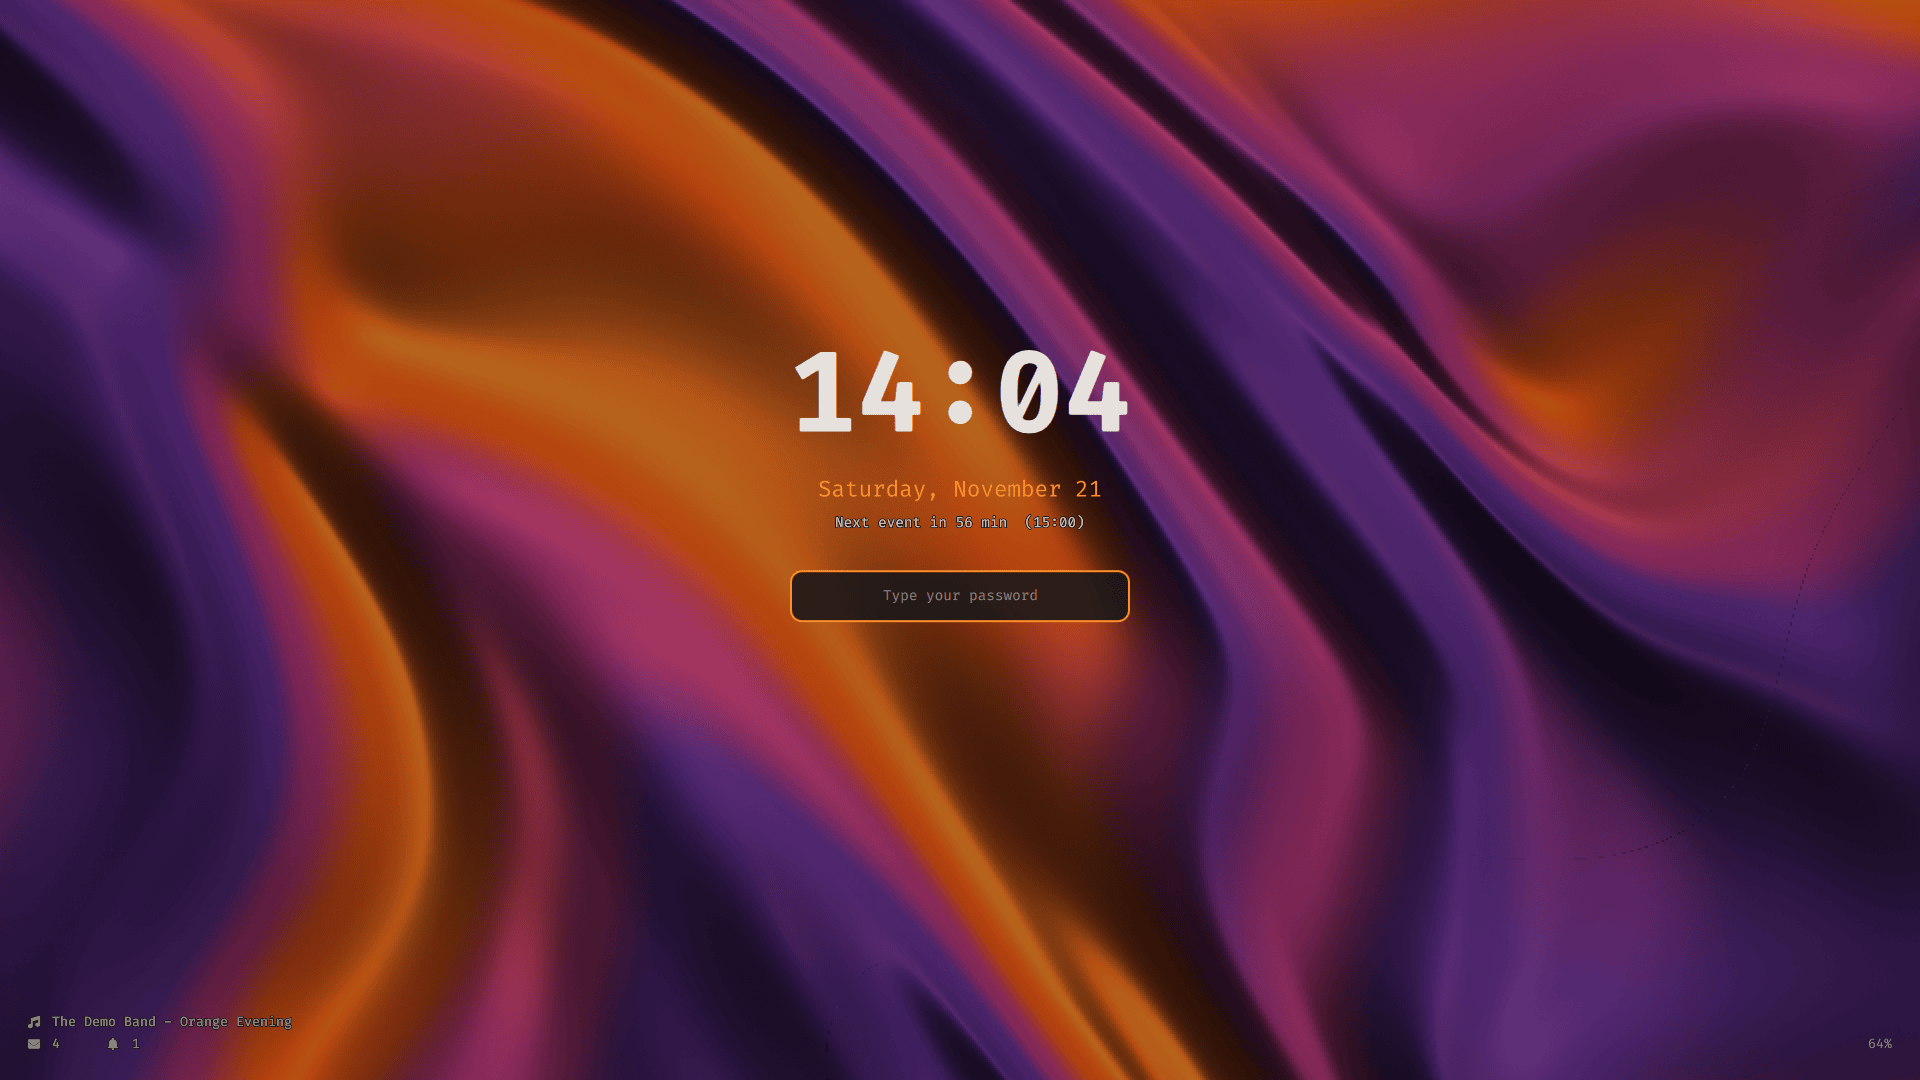 14:04
Saturday, November 21
Next event in 56 min (15:00)
Type your password
The Demo Band – Orange Evening
4 1
64%